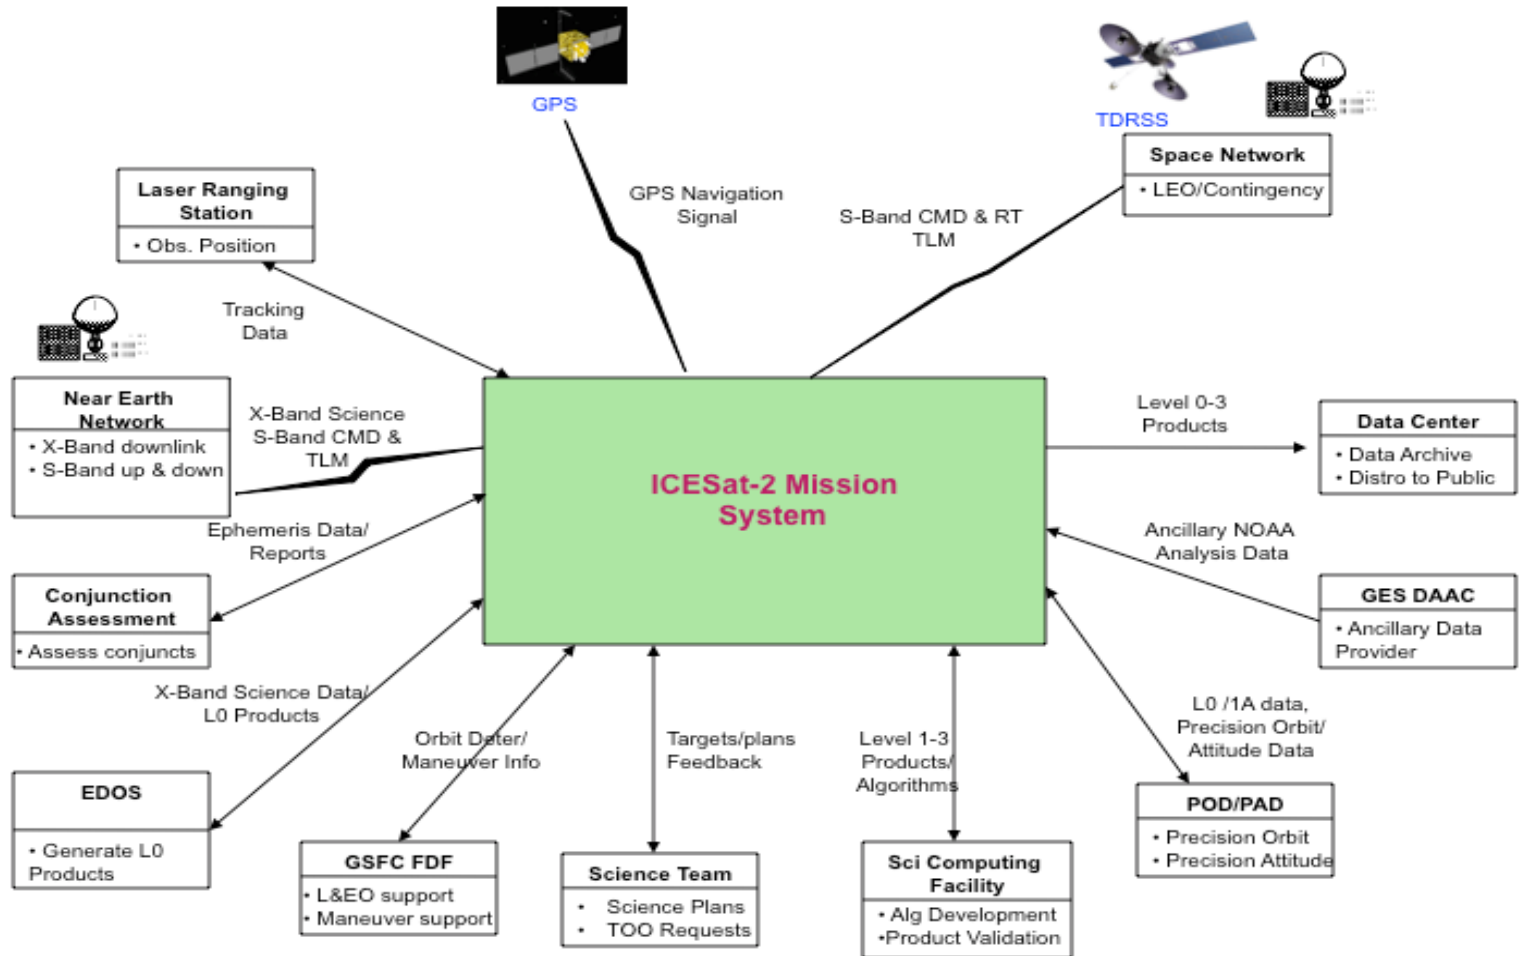 GPS
TDRSS
Space Network
• LEO/Contingency
Laser Ranging
Station
• Obs. Position
GPS Navigation
Signal
S-Band CMD & RT
TLM
Tracking
Data
Near Earth
Network
• X-Band downlink
• S-Band up & down
X-Band Science
S-Band CMD &
TLM
Level 0-3
Products
Data Center
• Data Archive
• Distro to Public
ICESat-2 Mission
System
Ephemeris Data/
Reports
Ancillary NOAA
Analysis Data
Conjunction
Assessment
• Assess conjuncts
GES DAAC
• Ancillary Data
Provider
X-Band Science Data/
L0 Products
Orbit Deter/
Maneuver Info
Targets/plans
Feedback
Level 1-3
Products/
Algorithms
L0 /1A data,
Precision Orbit/
Attitude Data
EDOS
• Generate L0
Products
GSFC FDF
• L&EO support
• Maneuver support
Science Team
• Science Plans
• TOO Requests
Sci Computing
Facility
• Alg Development
•Product Validation
POD/PAD
• Precision Orbit
• Precision Attitude